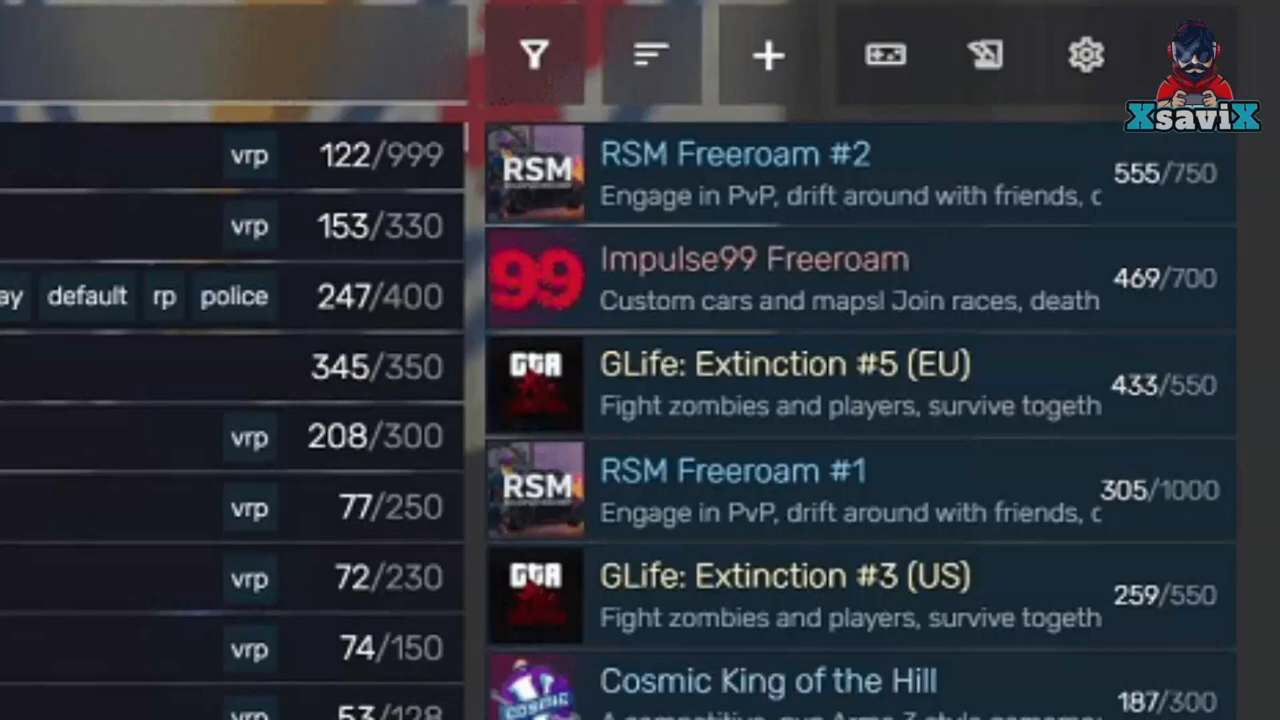 XsaviX
vrp 122/999
vrp 153/330
ay default rp police 247/400
345/350
vrp 208/300
vrp 77/250
vrp 72/230
vrp 74/150
vrp 53/128
RSM
RSM Freeroam #2
Engage in PvP, drift around with friends, c
555/750
99
Impulse99 Freeroam
Custom cars and maps! Join races, death
469/700
GTA
GLife: Extinction #5 (EU)
Fight zombies and players, survive togeth
433/550
RSM
RSM Freeroam #1
Engage in PvP, drift around with friends, c
305/1000
GTA
GLife: Extinction #3 (US)
Fight zombies and players, survive togeth
259/550
COSMIC
Cosmic King of the Hill
187/300